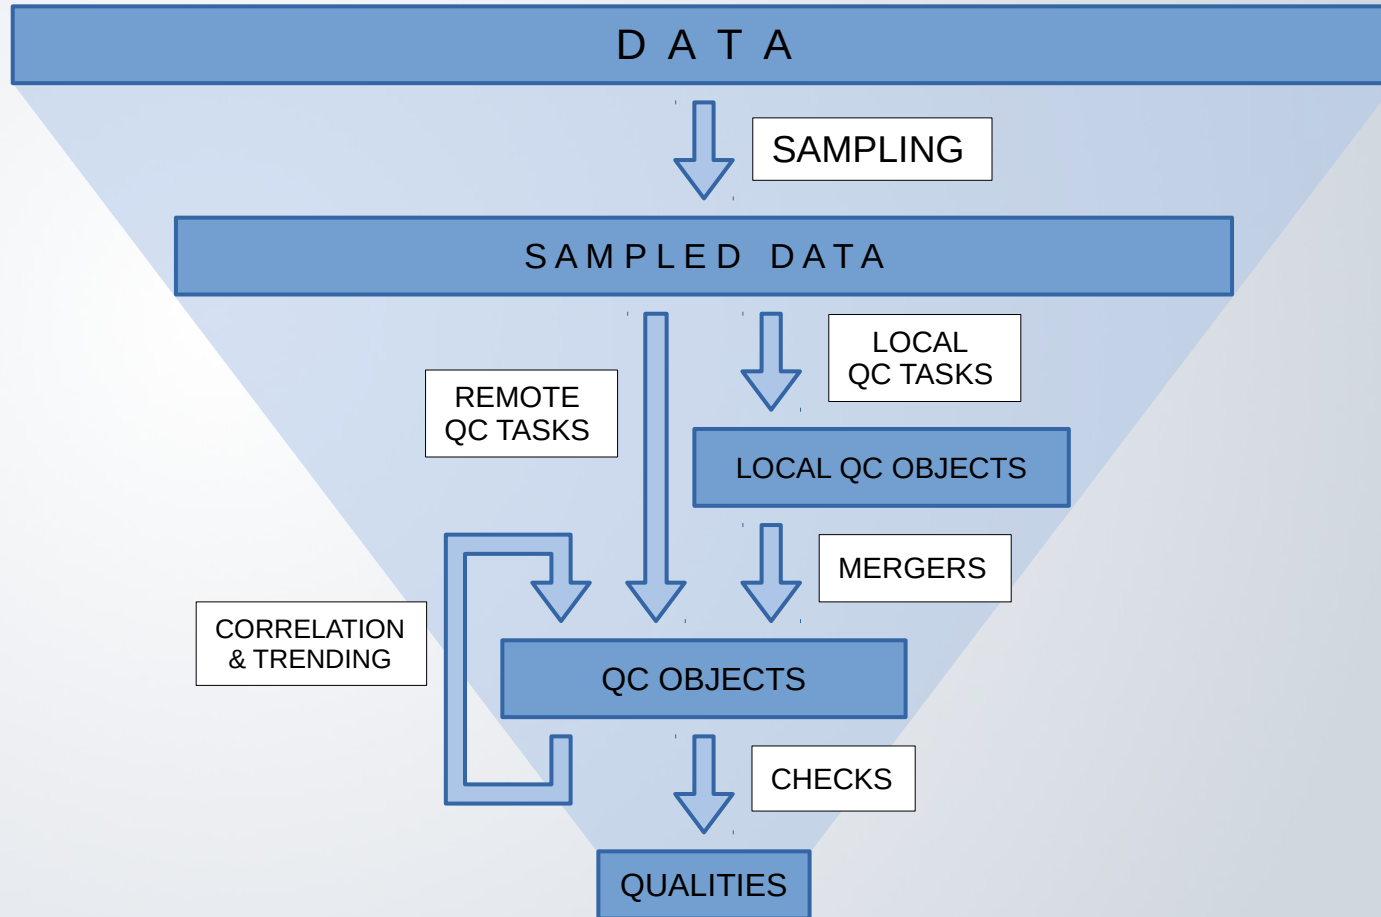 DATA
SAMPLING
SAMPLED DATA
LOCAL
QC TASKS
REMOTE
QC TASKS
LOCAL QC OBJECTS
MERGERS
CORRELATION
& TRENDING
QC OBJECTS
CHECKS
QUALITIES